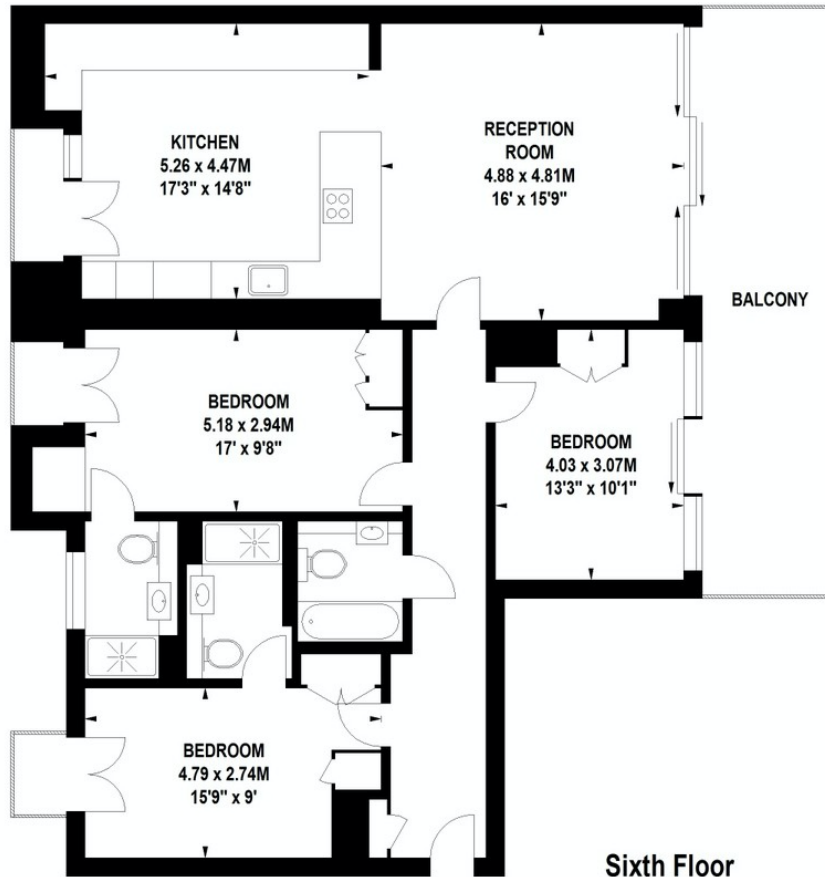 KITCHEN
5.26 x 4.47M
17'3" x 14'8"
RECEPTION
ROOM
4.88 x 4.81M
16' x 15'9"
BALCONY
BEDROOM
5.18 x 2.94M
17' x 9'8"
BEDROOM
4.03 x 3.07M
13'3" x 10'1"
BEDROOM
4.79 x 2.74M
15'9" x 9'
Sixth Floor